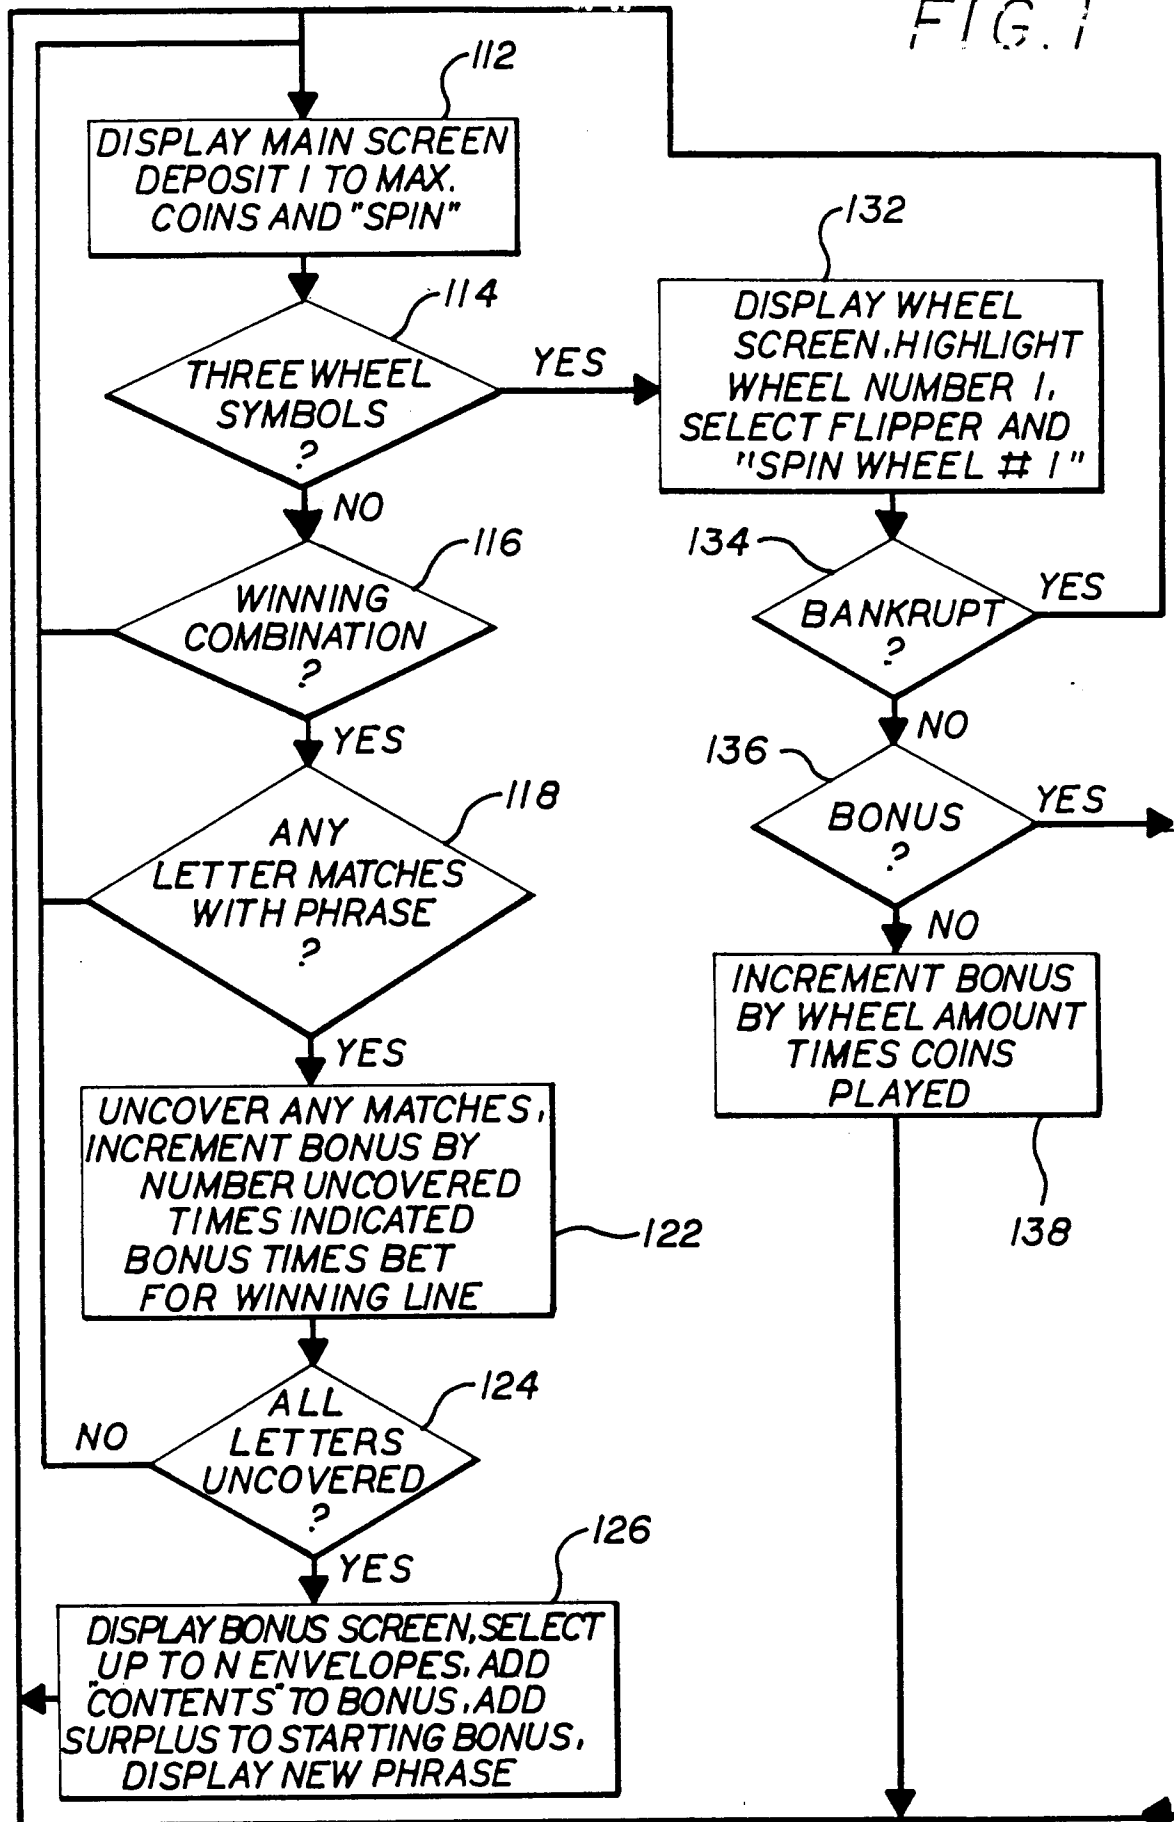 FIG. 1
112
DISPLAY MAIN SCREEN
DEPOSIT 1 TO MAX.
COINS AND "SPIN"
114
THREE WHEEL
SYMBOLS
?
YES
NO
132
DISPLAY WHEEL
SCREEN, HIGHLIGHT
WHEEL NUMBER 1,
SELECT FLIPPER AND
"SPIN WHEEL # 1"
116
WINNING
COMBINATION
?
YES
134
BANKRUPT
?
YES
NO
118
ANY
LETTER MATCHES
WITH PHRASE
?
YES
136
BONUS
?
YES
NO
INCREMENT BONUS
BY WHEEL AMOUNT
TIMES COINS
PLAYED
138
UNCOVER ANY MATCHES,
INCREMENT BONUS BY
NUMBER UNCOVERED
TIMES INDICATED
BONUS TIMES BET
FOR WINNING LINE
122
124
ALL
LETTERS
UNCOVERED
?
NO
YES
126
DISPLAY BONUS SCREEN, SELECT
UP TO N ENVELOPES, ADD
"CONTENTS" TO BONUS, ADD
SURPLUS TO STARTING BONUS,
DISPLAY NEW PHRASE